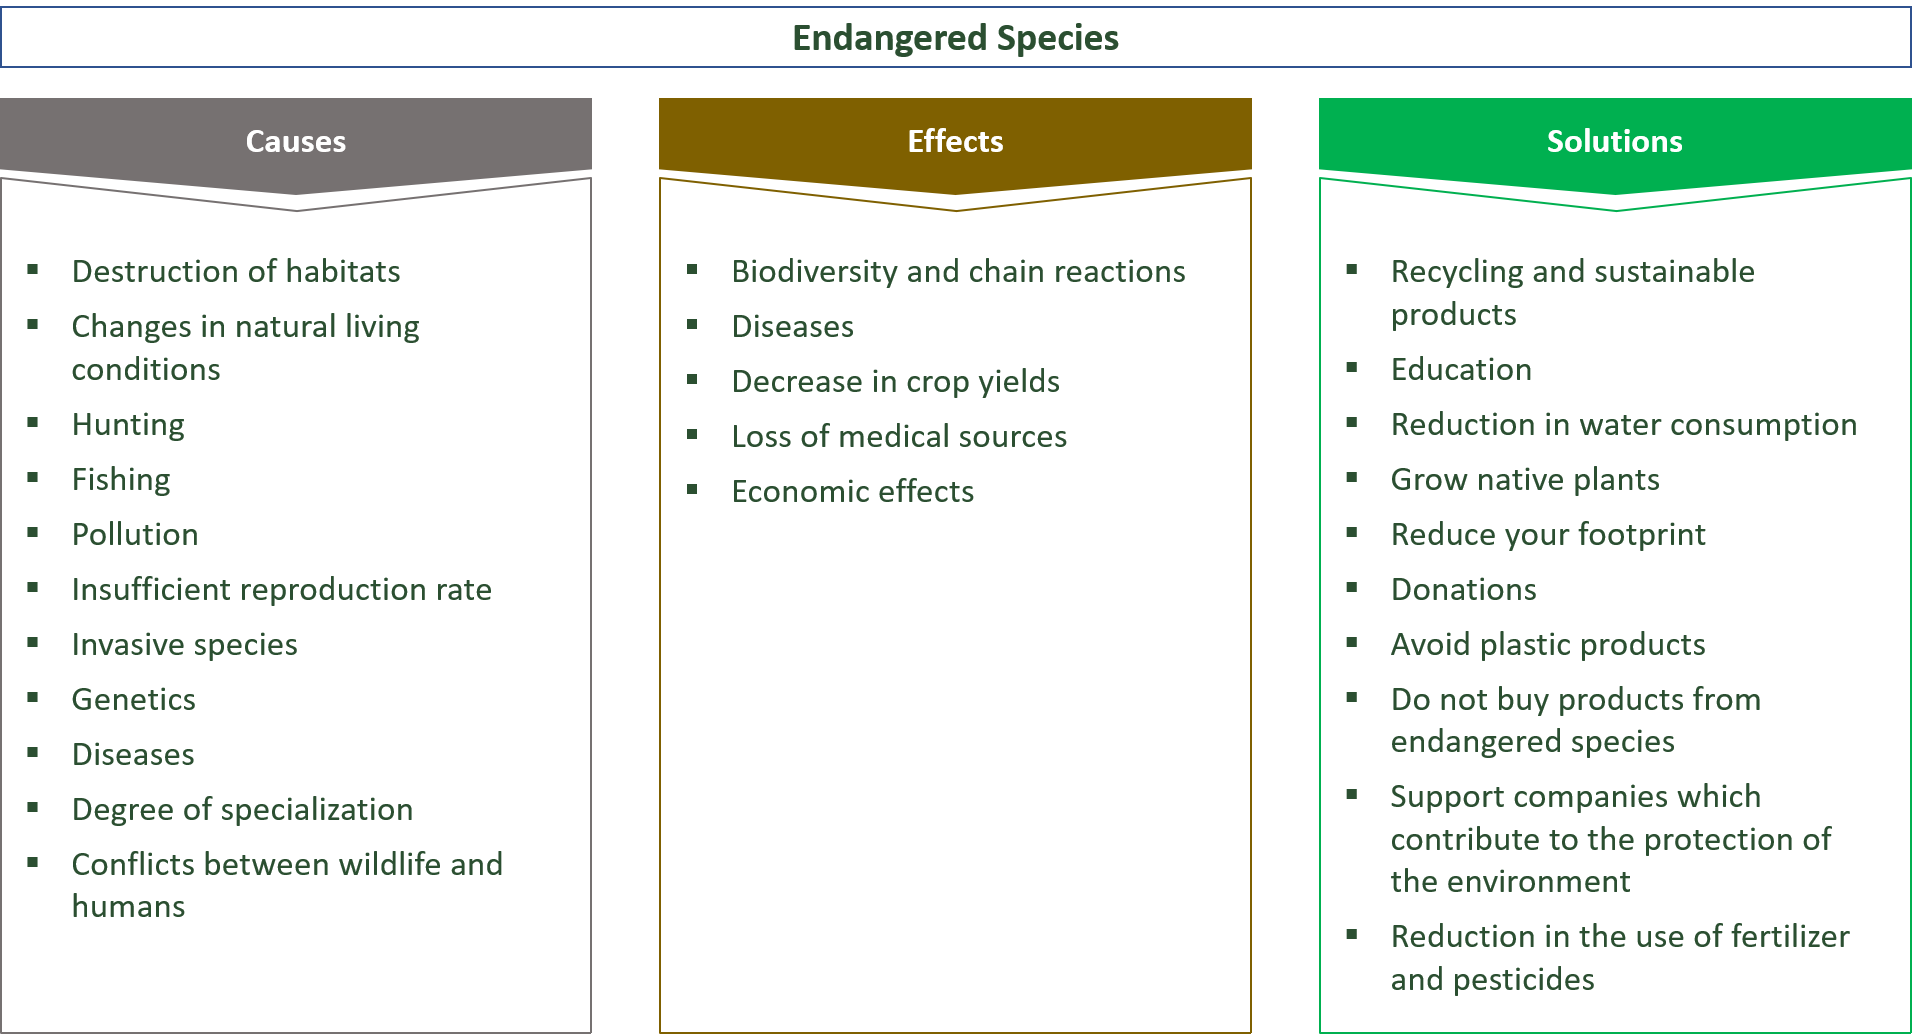 Endangered Species
Causes
▪ Destruction of habitats
▪ Changes in natural living
conditions
▪ Hunting
▪ Fishing
▪ Pollution
▪ Insufficient reproduction rate
▪ Invasive species
▪ Genetics
▪ Diseases
▪ Degree of specialization
▪ Conflicts between wildlife and
humans
Effects
▪ Biodiversity and chain reactions
▪ Diseases
▪ Decrease in crop yields
▪ Loss of medical sources
▪ Economic effects
Solutions
▪ Recycling and sustainable
products
▪ Education
▪ Reduction in water consumption
▪ Grow native plants
▪ Reduce your footprint
▪ Donations
▪ Avoid plastic products
▪ Do not buy products from
endangered species
▪ Support companies which
contribute to the protection of
the environment
▪ Reduction in the use of fertilizer
and pesticides